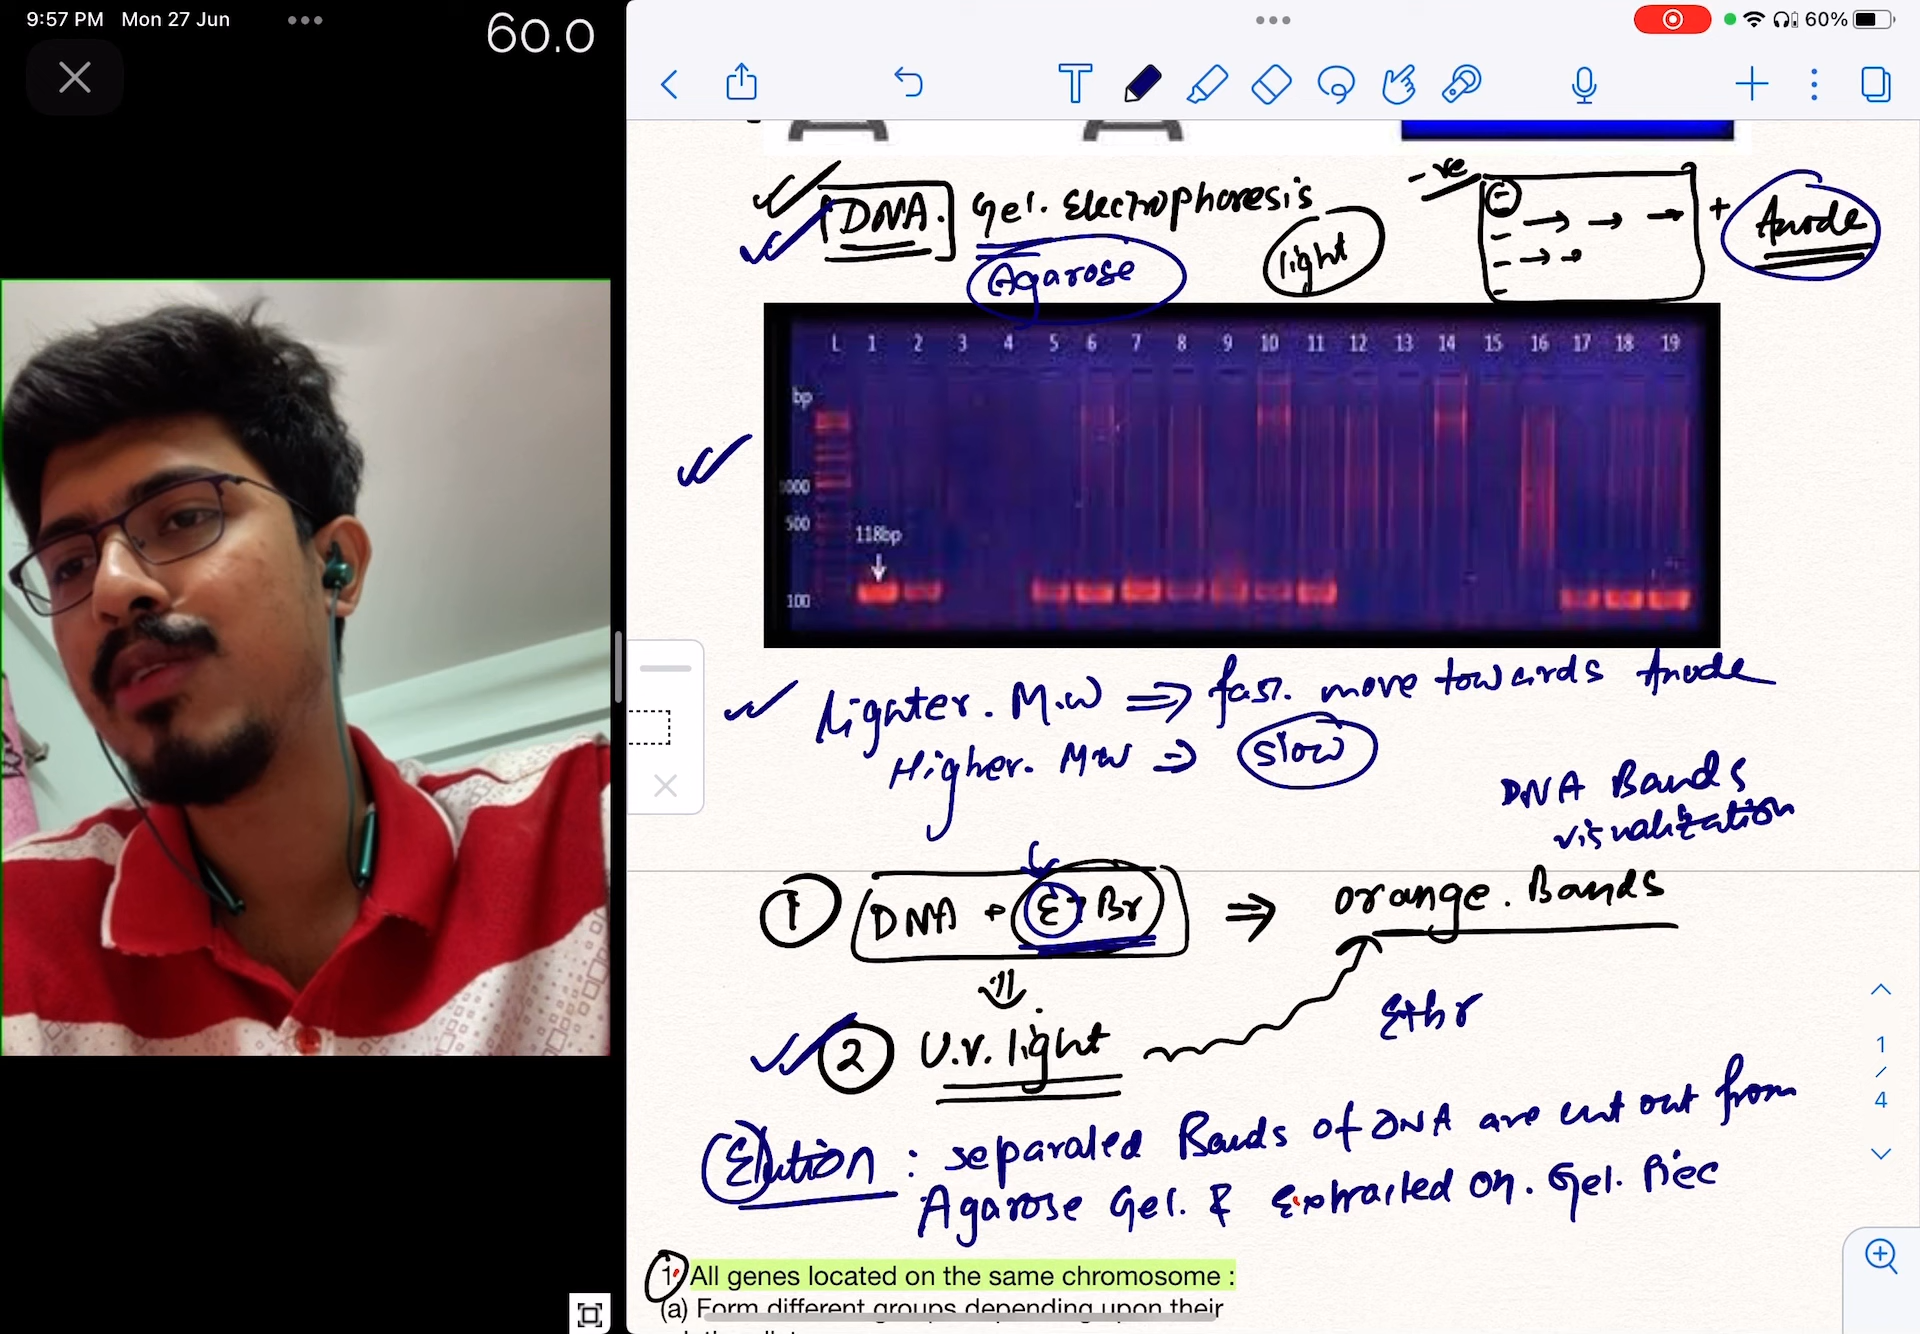 9:57 PM Mon 27 Jun
60.0
60%
-ve
DNA. Gel. Electrophoresis
Agarose
light
+ Anode
L 1 2 3 4 5 6 7 8 9 10 11 12 13 14 15 16 17 18 19
bp
500
118bp
100
Lighter. M.W ⇒ fast. move towards Anode
Higher. MW ⇒ slow
DNA Bands
visualization
1 DNA + EtBr ⇒ orange. Bands
2 U.V. light
Ethr
Elution : separated Bands of DNA are cut out from
Agarose Gel. & Extracted on. Gel. Piec
1
/
4
1. All genes located on the same chromosome :
(a) Form different groups depending upon their